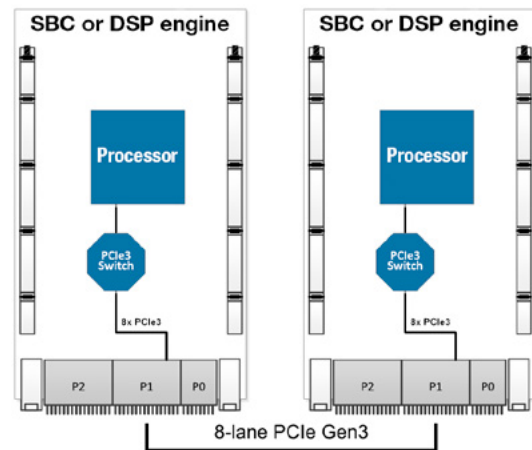 SBC or DSP engine
Processor
PCIe3
Switch
8x PCIe3
P2 P1 P0
SBC or DSP engine
Processor
PCIe3
Switch
8x PCIe3
P2 P1 P0
8-lane PCIe Gen3